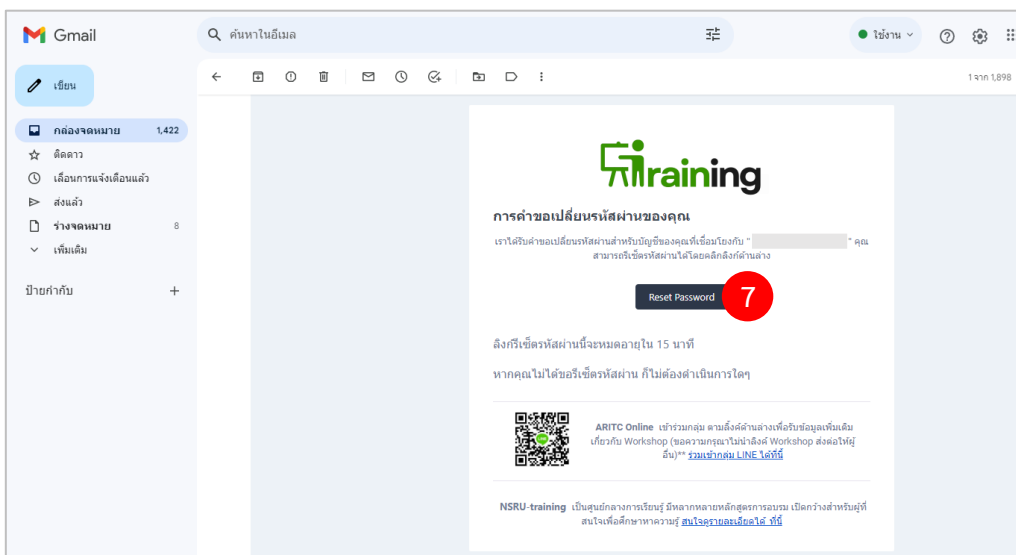 Gmail
ค้นหาในอีเมล
ใช้งาน
เขียน
1 จาก 1,898
กล่องจดหมาย 1,422
ติดดาว
เลื่อนการแจ้งเตือนแล้ว
ส่งแล้ว
ร่างจดหมาย 8
เพิ่มเติม
ป้ายกำกับ
training
การคำขอเปลี่ยนรหัสผ่านของคุณ
เราได้รับคำขอเปลี่ยนรหัสผ่านสำหรับบัญชีของคุณที่เชื่อมโยงกับ " " คุณ
สามารถรีเซ็ตรหัสผ่านได้โดยคลิกลิงก์ด้านล่าง
Reset Password 7
ลิงก์รีเซ็ตรหัสผ่านนี้จะหมดอายุใน 15 นาที
หากคุณไม่ได้ขอรีเซ็ตรหัสผ่าน ก็ไม่ต้องดำเนินการใดๆ
ARITC Online เข้าร่วมกลุ่ม ตามลิ้งค์ด้านล่างเพื่อรับข้อมูลเพิ่มเติม
เกี่ยวกับ Workshop (ขอความกรุณาไม่นำลิงค์ Workshop ส่งต่อให้ผู้
อื่น)** ร่วมเข้ากลุ่ม LINE ได้ที่นี้
NSRU-training เป็นศูนย์กลางการเรียนรู้ มีหลากหลายหลักสูตรการอบรม เปิดกว้างสำหรับผู้ที่
สนใจเพื่อศึกษาหาความรู้ สนใจดูรายละเอียดได้ ที่นี้